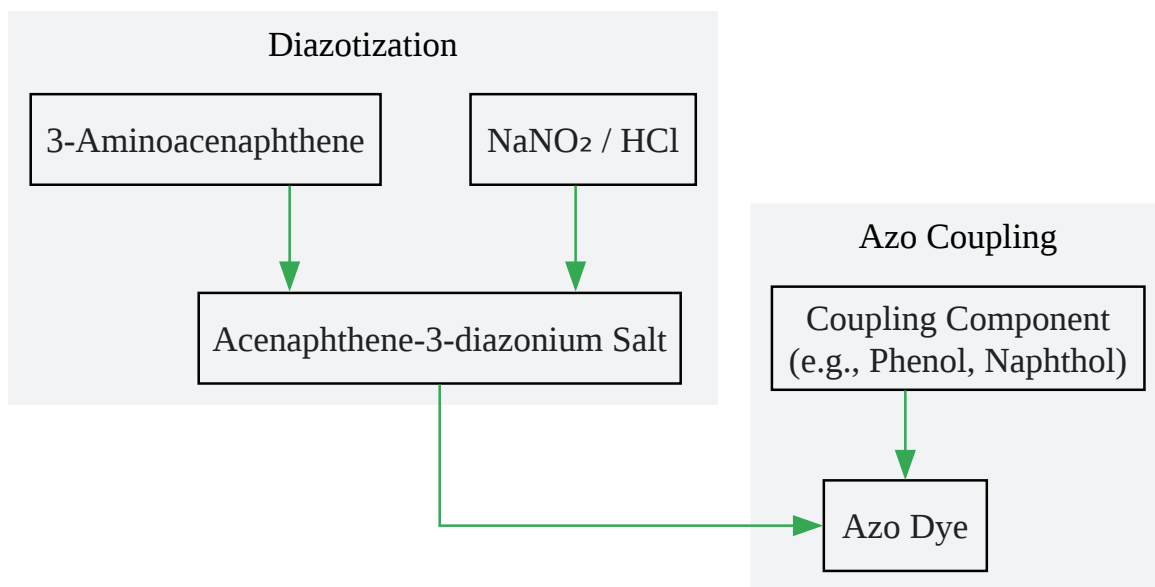 Diazotization
3-Aminoacenaphthene
NaNO₂ / HCl
Acenaphthene-3-diazonium Salt
Azo Coupling
Coupling Component
(e.g., Phenol, Naphthol)
Azo Dye